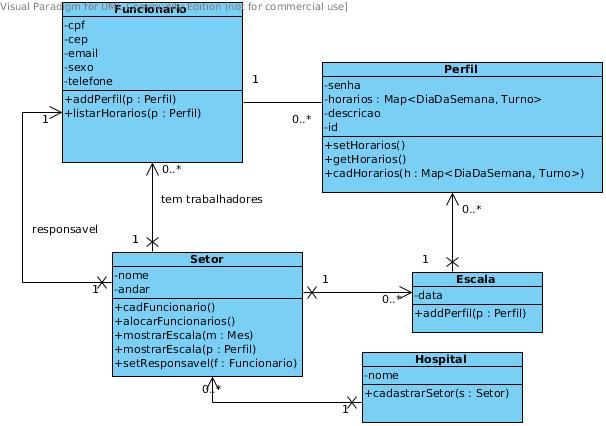 Visual Paradigm for UML Community Edition [not for commercial use]
Funcionario
-cpf
-cep
-email
-sexo
-telefone
+addPerfil(p : Perfil)
+listarHorarios(p : Perfil)
1
0..*
Perfil
-senha
-horarios : Map<DiaDaSemana, Turno>
-descricao
-id
+setHorarios()
+getHorarios()
+cadHorarios(h : Map<DiaDaSemana, Turno>)
1
responsavel
1
0..*
tem trabalhadores
1
0..*
1
Setor
-nome
-andar
+cadFuncionario()
+alocarFuncionarios()
+mostrarEscala(m : Mes)
+mostrarEscala(p : Perfil)
+setResponsavel(f : Funcionario)
1
0..*
Escala
-data
+addPerfil(p : Perfil)
Hospital
-nome
+cadastrarSetor(s : Setor)
0..*
1